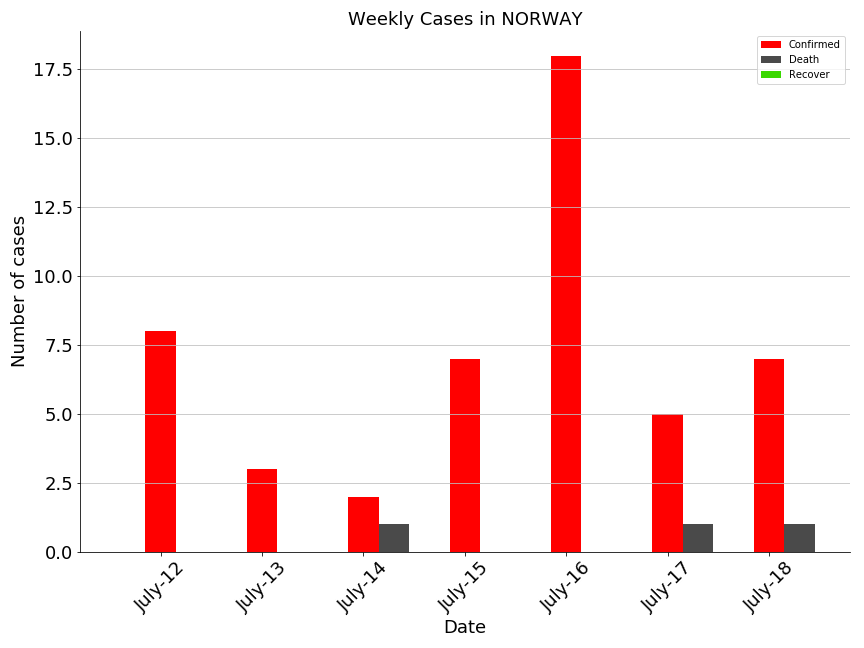 Weekly Cases in NORWAY
Confirmed
Death
Recover
Number of cases
17.5
15.0
12.5
10.0
7.5
5.0
2.5
0.0
July-12
July-13
July-14
July-15
July-16
July-17
July-18
Date